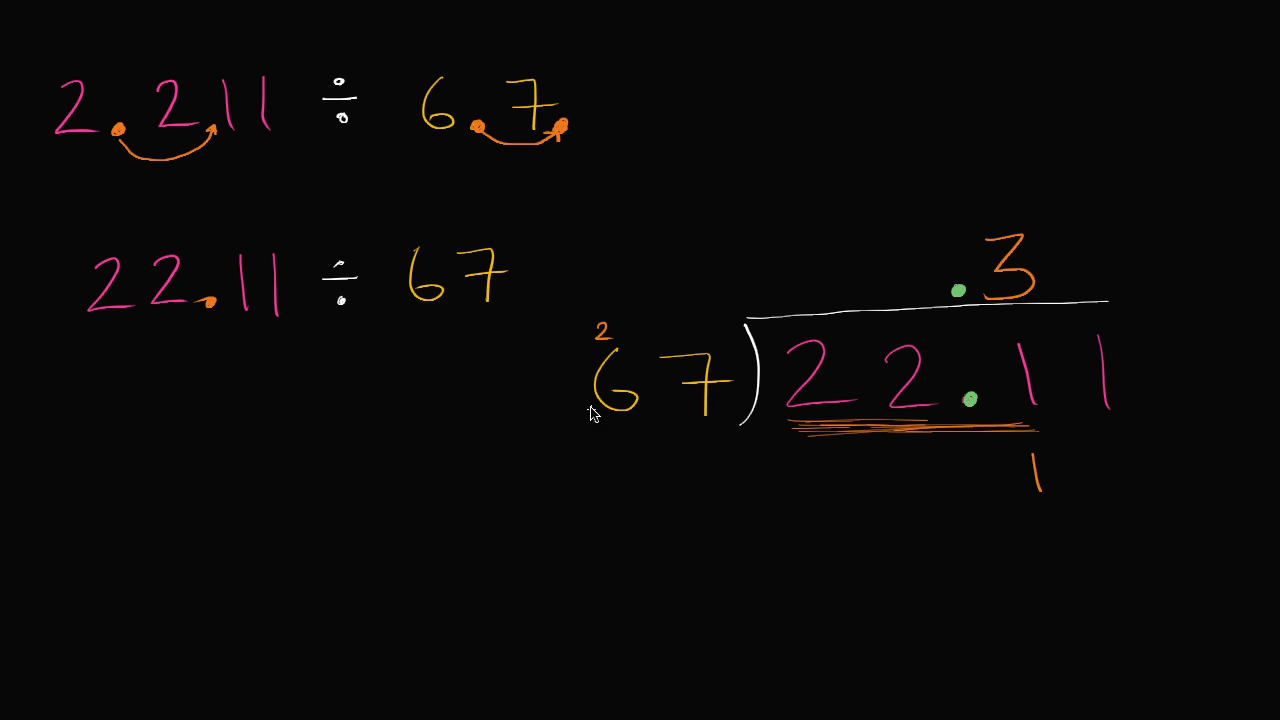 2.211 ÷ 6.7.
22.11 ÷ 67
.3
2
67)22.11
1